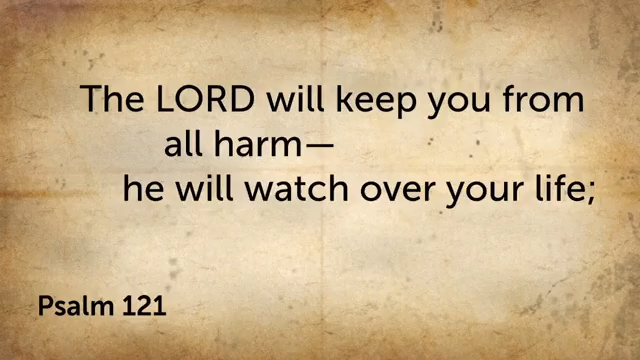 The LORD will keep you from
all harm—
he will watch over your life;
Psalm 121